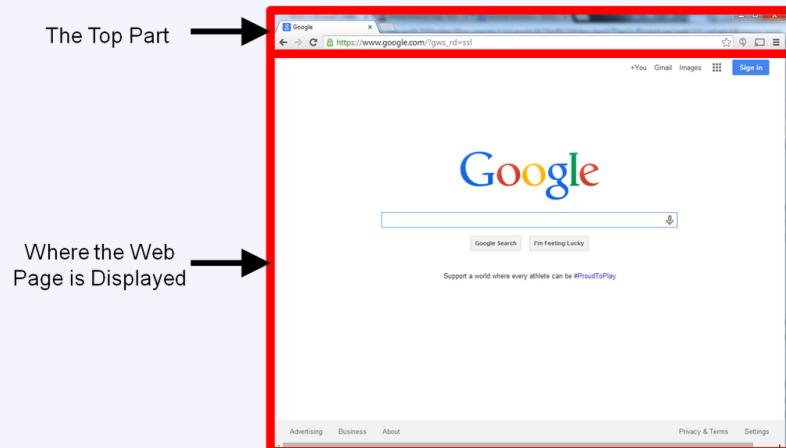 The Top Part
Google
https://www.google.com/?gws_rd=ssl
+You Gmail Images
Sign in
Google
Where the Web
Page is Displayed
Google Search
I'm Feeling Lucky
Support a world where every athlete can be #ProudToPlay
Advertising Business About
Privacy & Terms Settings